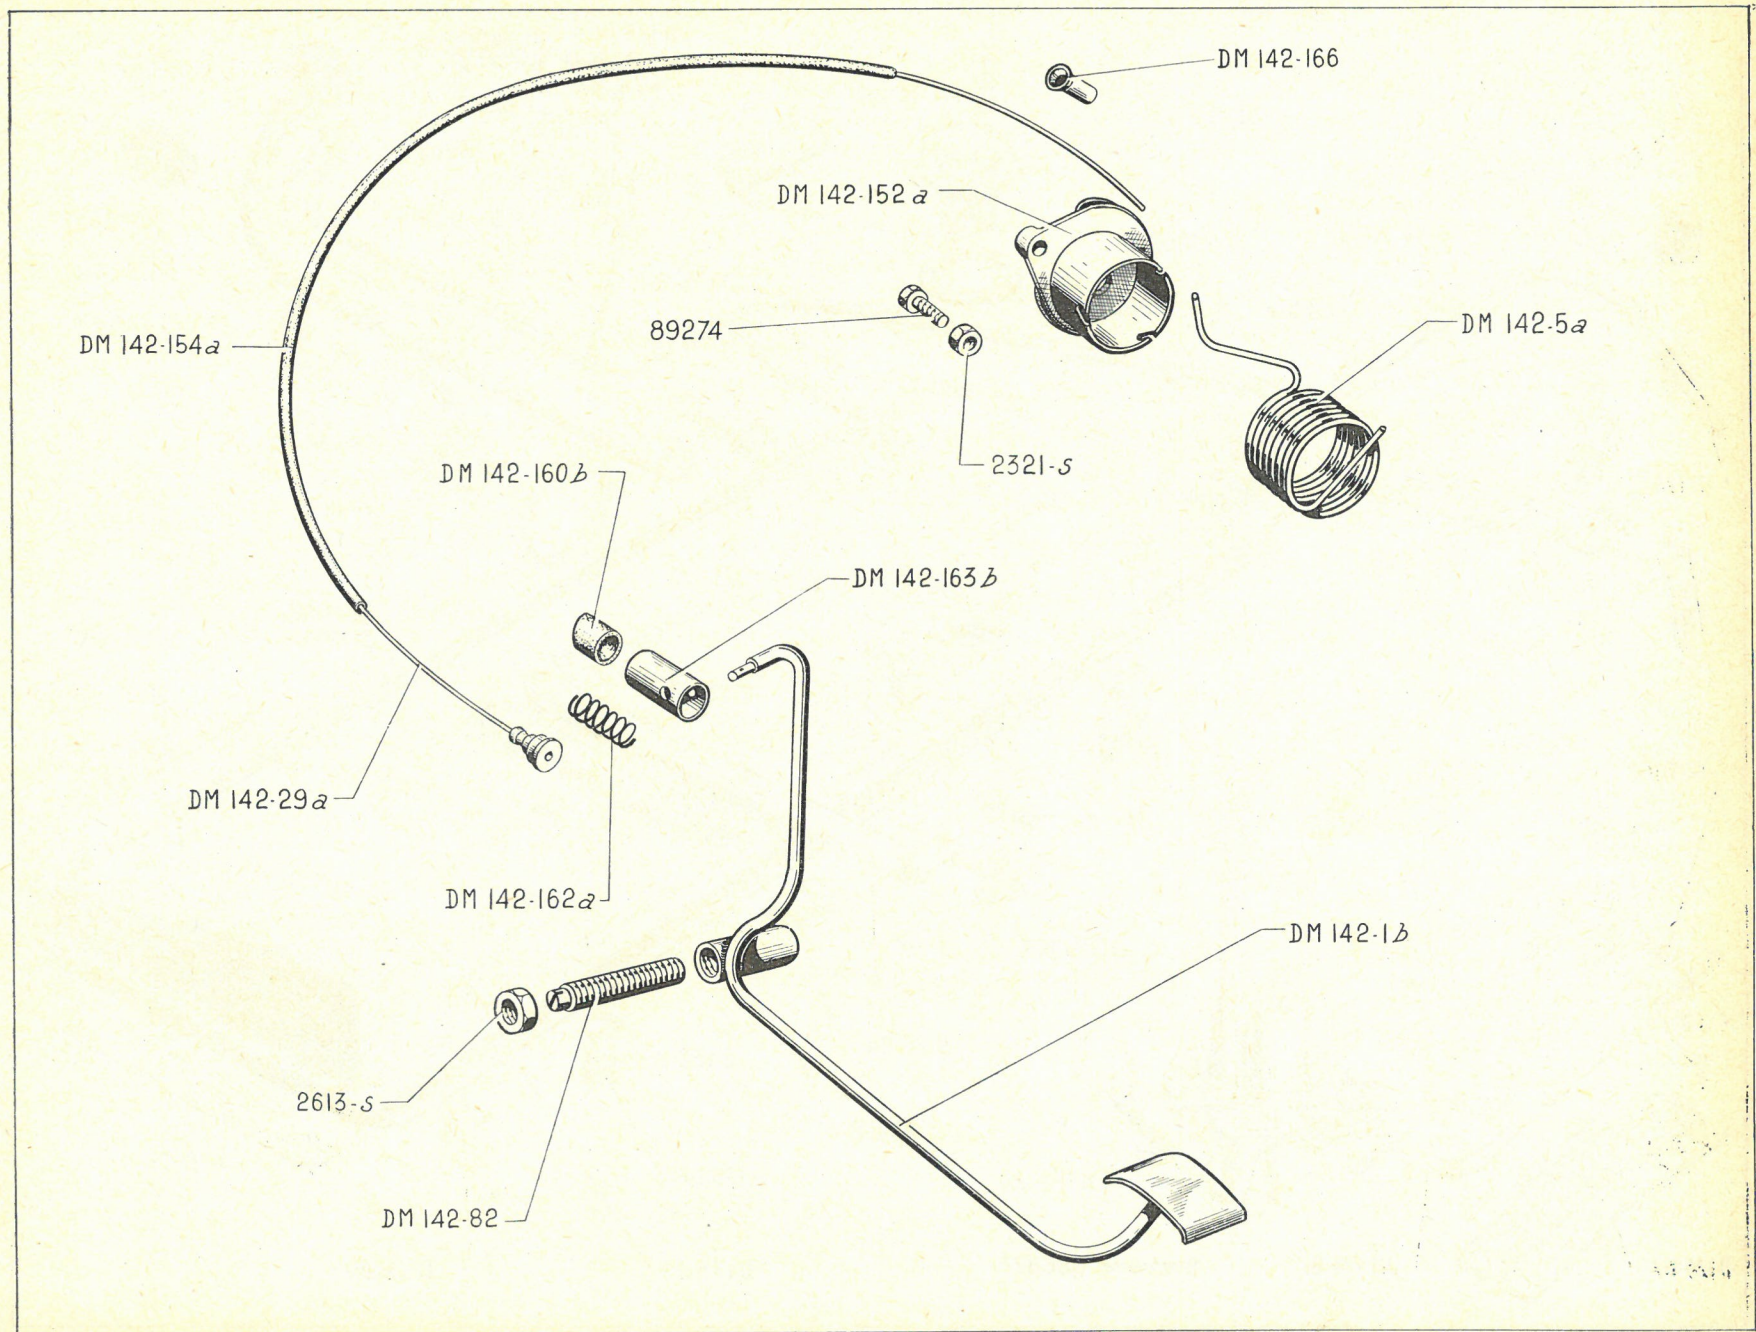 DM 142-166
DM 142-152 a
89274
DM 142-154 a
DM 142-5 a
2321-s
DM 142-160 b
DM 142-163 b
DM 142-29 a
DM 142-162 a
DM 142-1 b
2613-s
DM 142-82